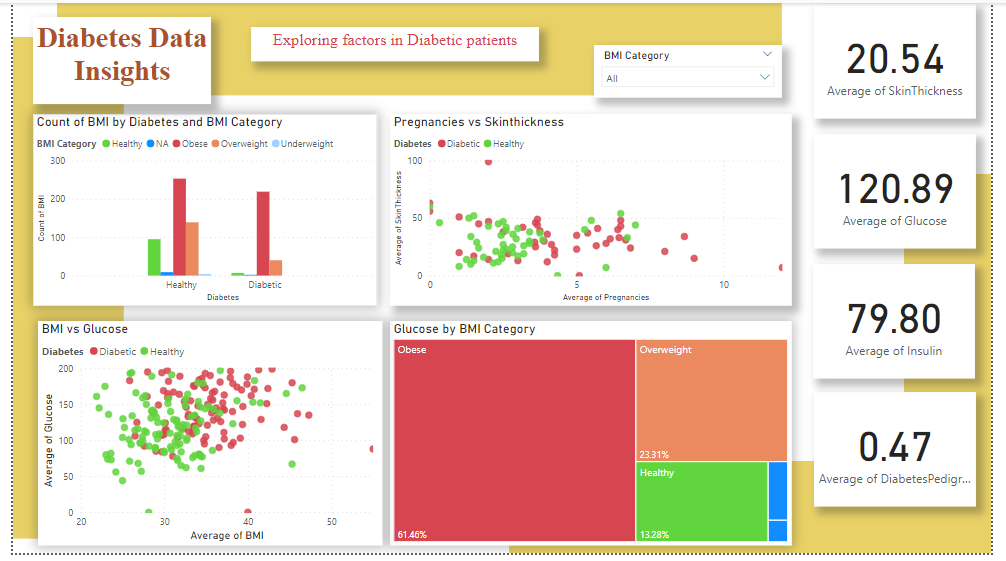 Diabetes Data
Insights
Exploring factors in Diabetic patients
BMI Category
All
20.54
Average of SkinThickness
120.89
Average of Glucose
79.80
Average of Insulin
0.47
Average of DiabetesPedigr...
Count of BMI by Diabetes and BMI Category
BMI Category Healthy NA Obese Overweight Underweight
Count of BMI
300
200
100
0
Healthy Diabetic
Diabetes
Pregnancies vs Skinthickness
Diabetes Diabetic Healthy
Average of SkinThickness
100
50
0
0 5 10
Average of Pregnancies
BMI vs Glucose
Diabetes Diabetic Healthy
Average of Glucose
200
150
100
50
0
20 30 40 50
Average of BMI
Glucose by BMI Category
Obese
61.46%
Overweight
23.31%
Healthy
13.28%